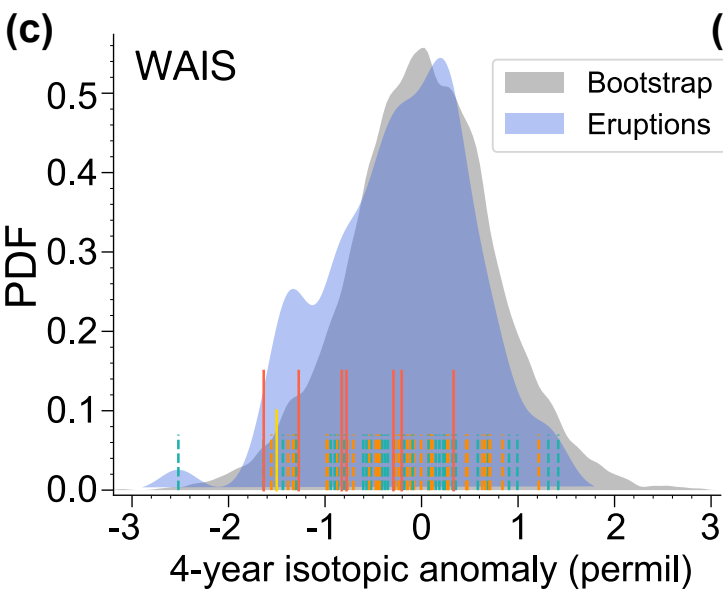 (c)
(
WAIS
Bootstrap
Eruptions
PDF
0.5
0.4
0.3
0.2
0.1
0.0
-3 -2 -1 0 1 2 3
4-year isotopic anomaly (permil)